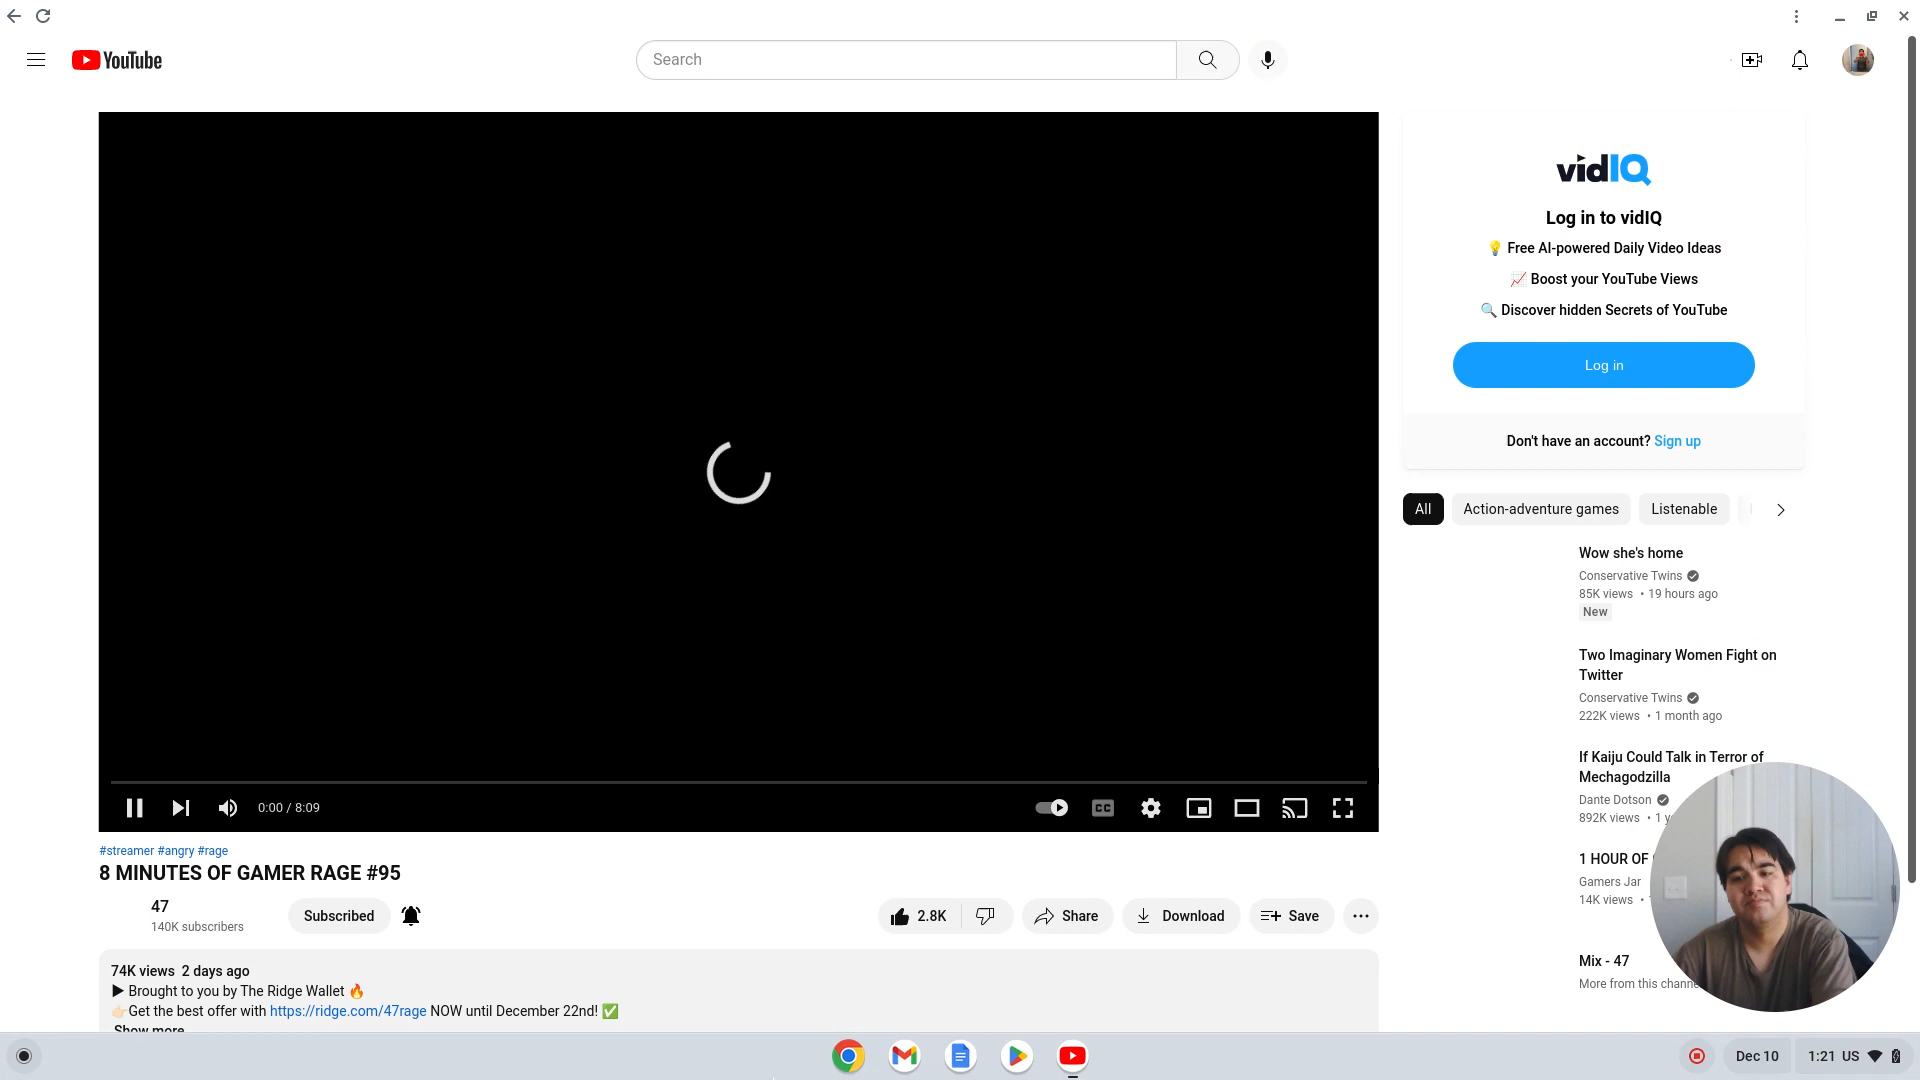 YouTube
Search
vidIQ
Log in to vidIQ
💡 Free AI-powered Daily Video Ideas
📈 Boost your YouTube Views
🔍 Discover hidden Secrets of YouTube
Log in
Don't have an account? Sign up
All
Action-adventure games
Listenable
Wow she's home
Conservative Twins
85K views • 19 hours ago
New
Two Imaginary Women Fight on
Twitter
Conservative Twins
222K views • 1 month ago
If Kaiju Could Talk in Terror of
Mechagodzilla
Dante Dotson
892K views • 1
1 HOUR OF
Gamers Jar
14K views •
Mix - 47
More from this
0:00 / 8:09
CC
#streamer #angry #rage
8 MINUTES OF GAMER RAGE #95
47
140K subscribers
Subscribed
2.8K
Share
Download
Save
74K views 2 days ago
▶ Brought to you by The Ridge Wallet 🔥
👉🏻Get the best offer with https://ridge.com/47rage NOW until December 22nd! ✅
Show more
Dec 10
1:21 US